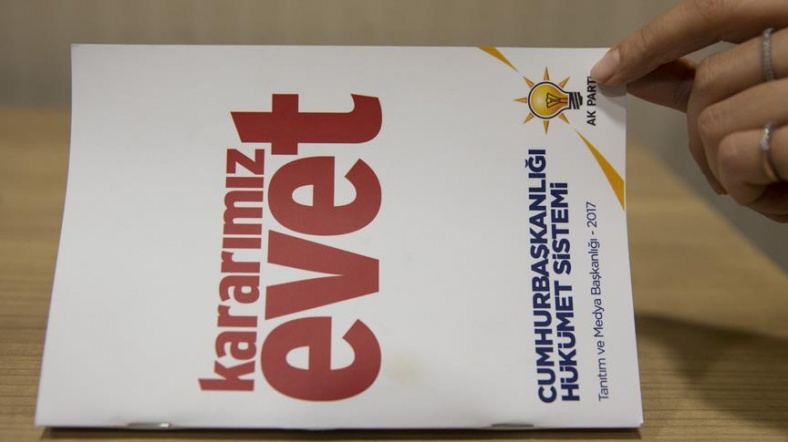 kararımız
evet
CUMHURBAŞKANLIĞI
HÜKÜMET SİSTEMİ
Tanıtım ve Medya Başkanlığı - 2017
AK PARTİ